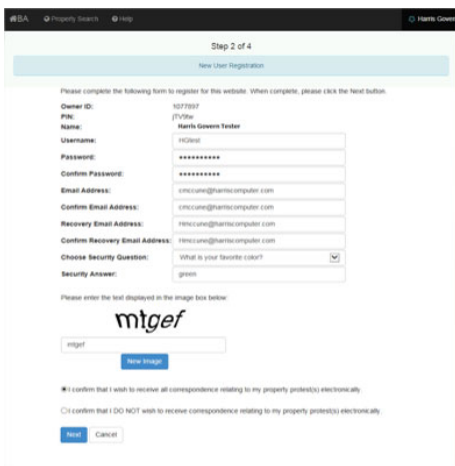 BA Property Search Help Harris Gover
Step 2 of 4
New User Registration
Please complete the following form to register for this website. When complete, please click the Next button.
Owner ID: 1077897
PIN: jTV9tw
Name: Harris Govern Tester
Username: HGtest
Password: ••••••••••
Confirm Password: ••••••••••
Email Address: cmccune@harriscomputer.com
Confirm Email Address: cmccune@harriscomputer.com
Recovery Email Address: Hmccune@harriscomputer.com
Confirm Recovery Email Address: Hmccune@harriscomputer.com
Choose Security Question: What is your favorite color?
Security Answer: green
Please enter the text displayed in the image box below:
mtgef
mtgef
New Image
I confirm that I wish to receive all correspondence relating to my property protest(s) electronically.
I confirm that I DO NOT wish to receive correspondence relating to my property protest(s) electronically.
Next Cancel